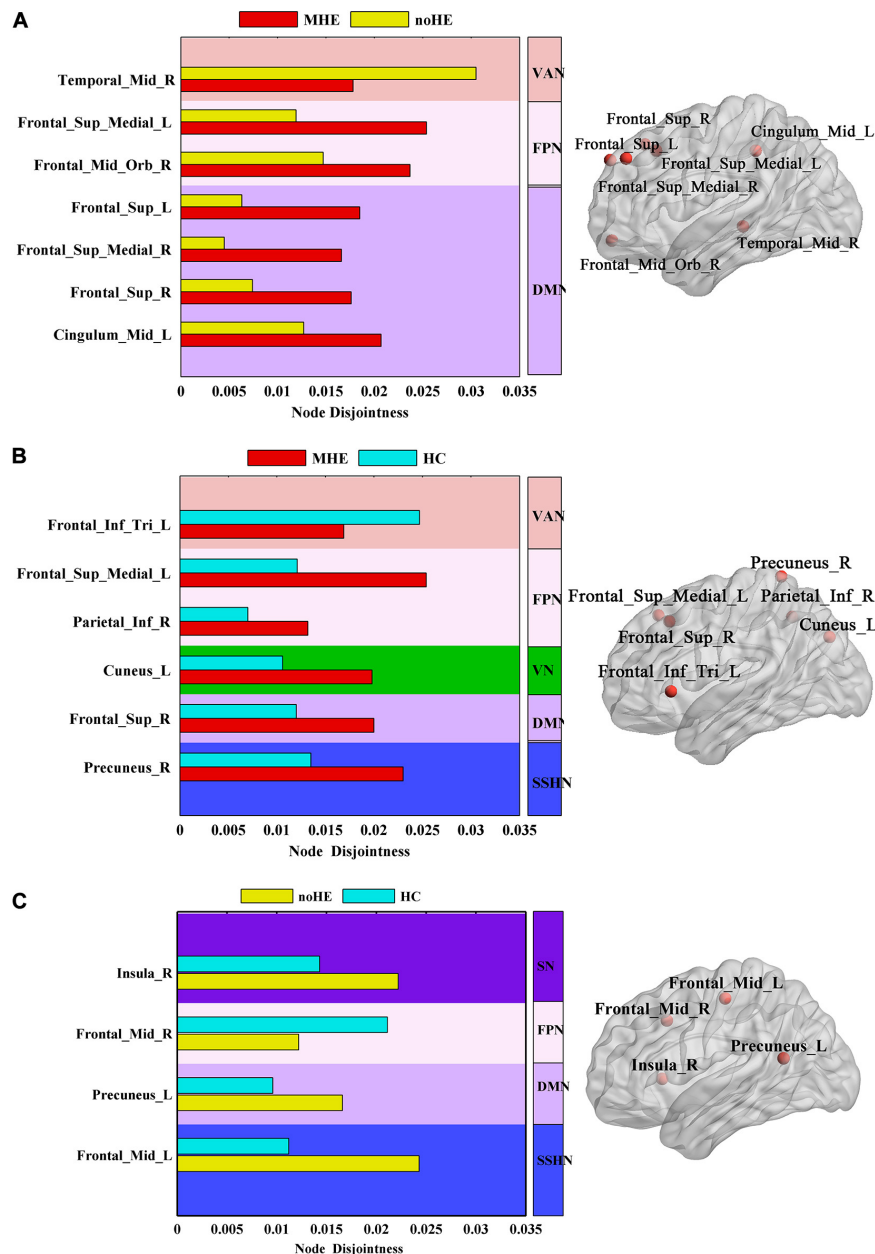 A
MHE noHE
Temporal_Mid_R
Frontal_Sup_Medial_L
Frontal_Mid_Orb_R
Frontal_Sup_L
Frontal_Sup_Medial_R
Frontal_Sup_R
Cingulum_Mid_L
VAN
FPN
DMN
0 0.005 0.01 0.015 0.02 0.025 0.03 0.035
Node Disjointness
Frontal_Sup_R
Cingulum_Mid_L
Frontal_Sup_L
Frontal_Sup_Medial_L
Frontal_Sup_Medial_R
Temporal_Mid_R
Frontal_Mid_Orb_R
B
MHE HC
Frontal_Inf_Tri_L
Frontal_Sup_Medial_L
Parietal_Inf_R
Cuneus_L
Frontal_Sup_R
Precuneus_R
VAN
FPN
VN
DMN
SSHN
0 0.005 0.01 0.015 0.02 0.025 0.03 0.035
Node Disjointness
Precuneus_R
Frontal_Sup_Medial_L Parietal_Inf_R
Frontal_Sup_R Cuneus_L
Frontal_Inf_Tri_L
C
noHE HC
Insula_R
Frontal_Mid_R
Precuneus_L
Frontal_Mid_L
SN
FPN
DMN
SSHN
0 0.005 0.01 0.015 0.02 0.025 0.03 0.035
Node Disjointness
Frontal_Mid_L
Frontal_Mid_R
Precuneus_L
Insula_R